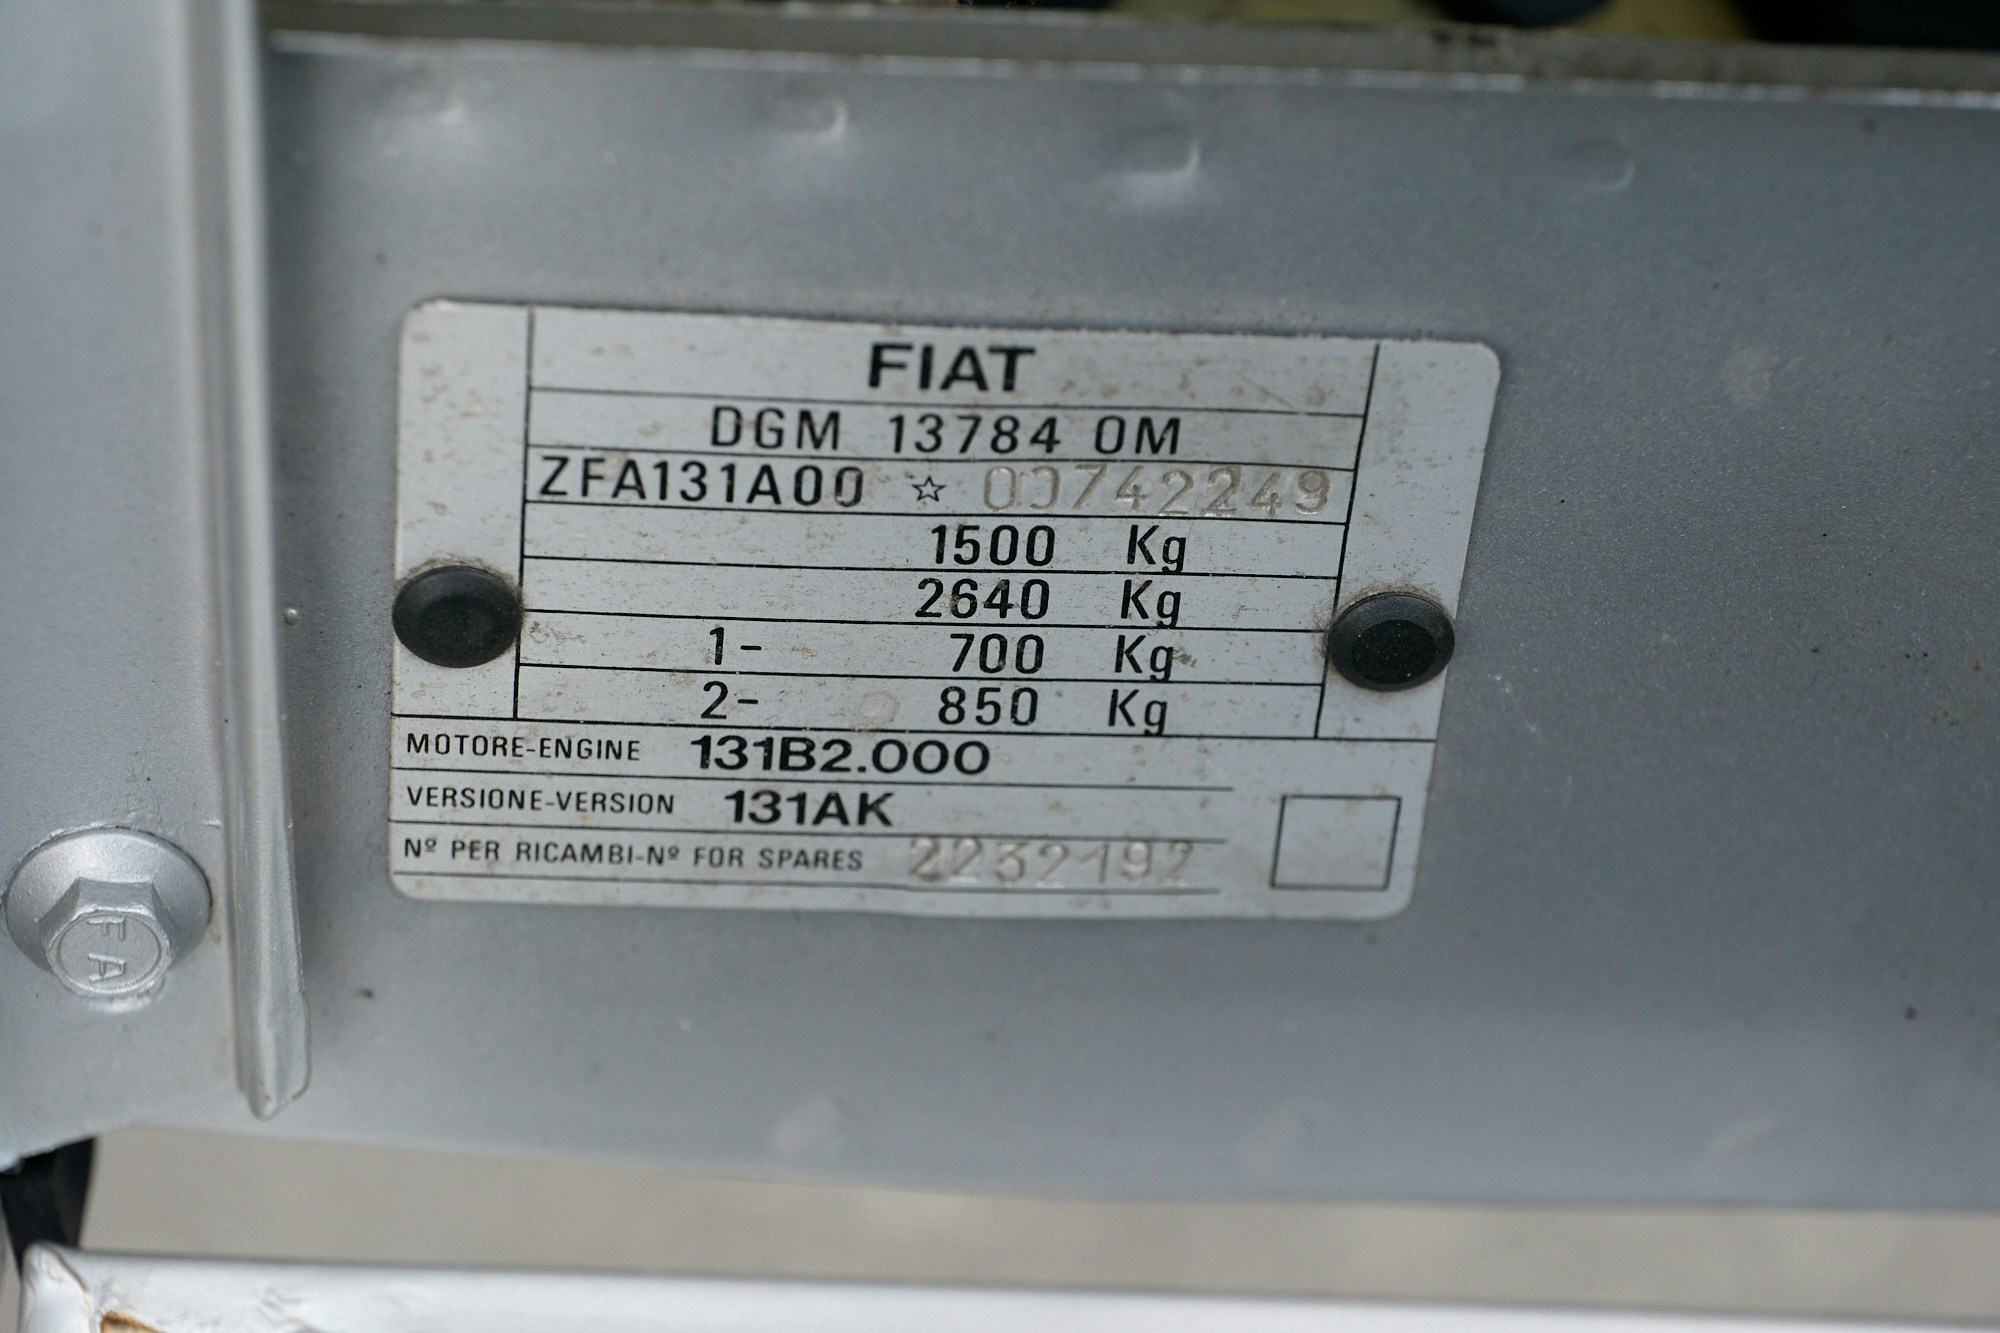 FIAT
DGM 13784 OM
ZFA131A00 ☆ 00742249
1500 Kg
2640 Kg
1- 700 Kg
2- 850 Kg
MOTORE-ENGINE 131B2.000
VERSIONE-VERSION 131AK
Nº PER RICAMBI-Nº FOR SPARES 2232192
FA